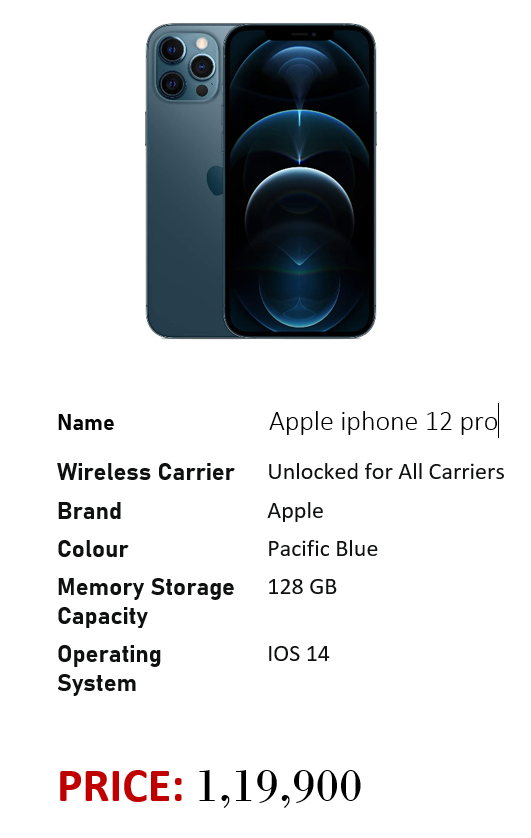 Name Apple iphone 12 pro
Wireless Carrier Unlocked for All Carriers
Brand Apple
Colour Pacific Blue
Memory Storage 128 GB
Capacity
Operating IOS 14
System
PRICE: 1,19,900